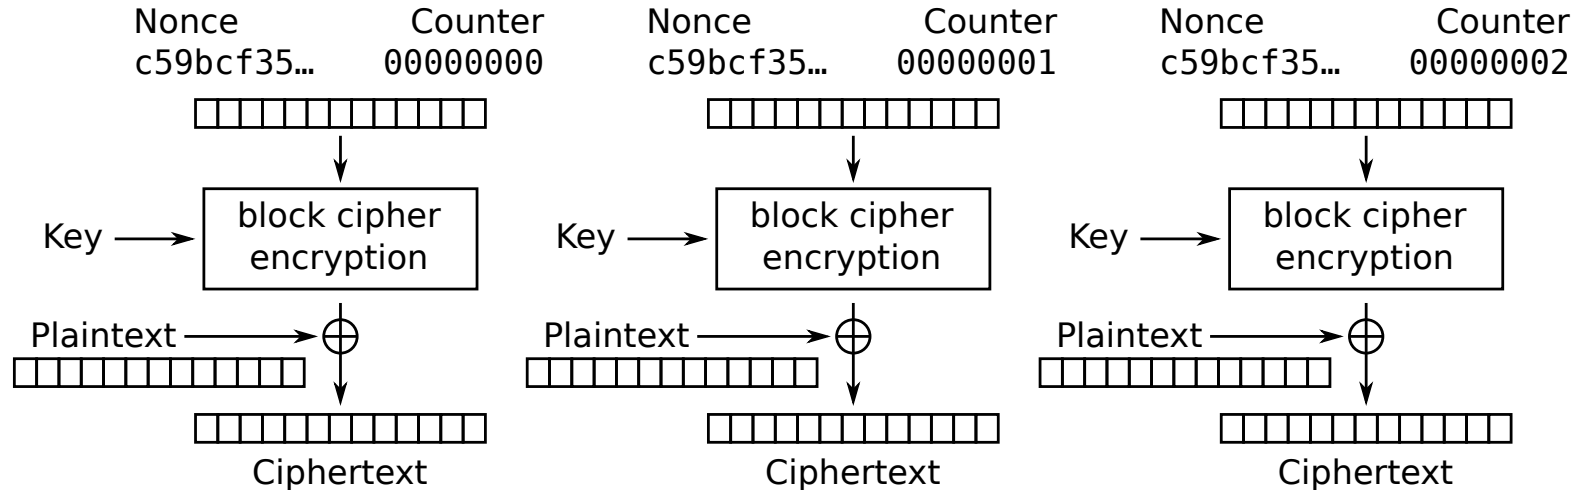 Nonce Counter Nonce Counter Nonce Counter
c59bcf35… 00000000 c59bcf35… 00000001 c59bcf35… 00000002
block cipher block cipher block cipher
Key Key Key
encryption encryption encryption
Plaintext Plaintext Plaintext
Ciphertext Ciphertext Ciphertext